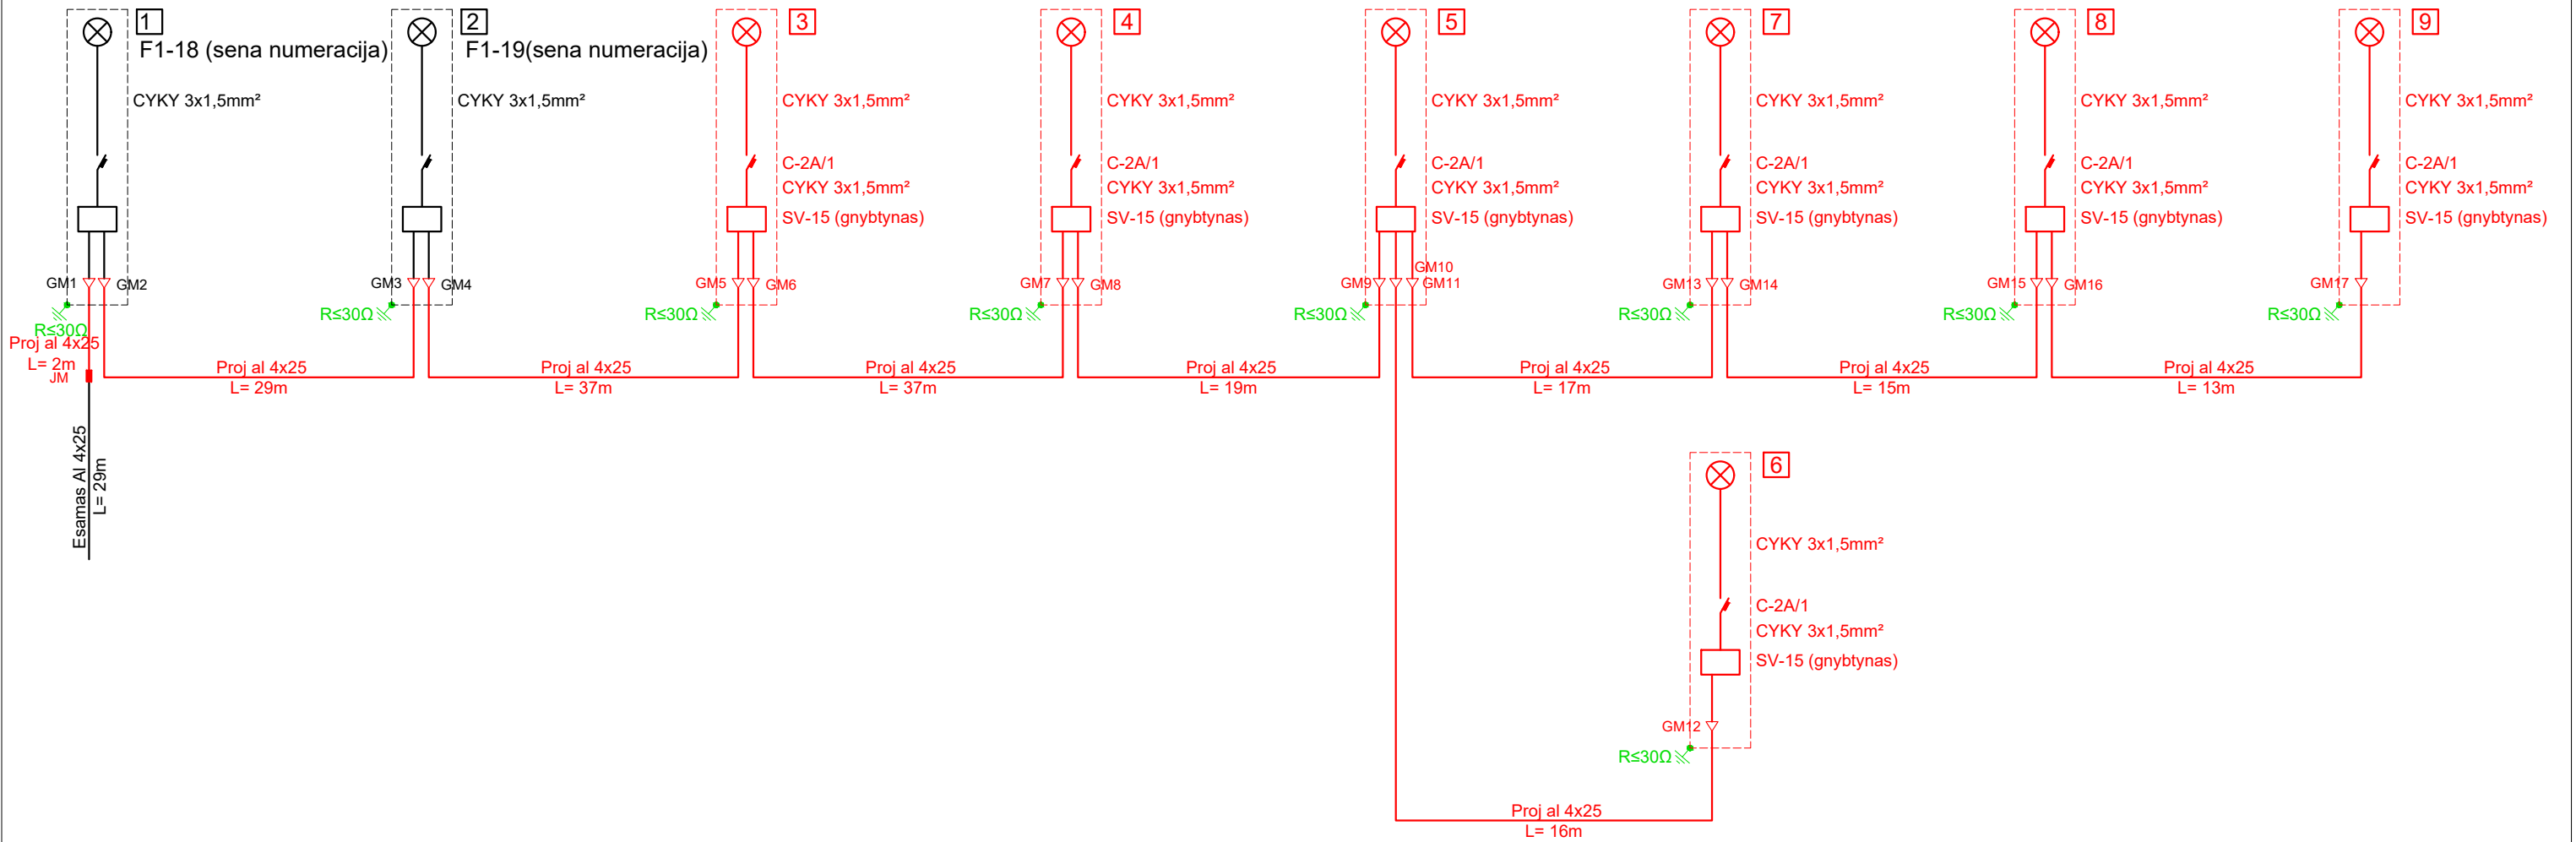 1
F1-18 (sena numeracija)
CYKY 3x1,5mm²
GM1
GM2
R≤30Ω
Proj al 4x25
L= 2m
JM
Esamas Al 4x25
L= 29m
Proj al 4x25
L= 29m
2
F1-19(sena numeracija)
CYKY 3x1,5mm²
GM3
GM4
R≤30Ω
Proj al 4x25
L= 37m
3
CYKY 3x1,5mm²
C-2A/1
CYKY 3x1,5mm²
SV-15 (gnybtynas)
GM5
GM6
R≤30Ω
Proj al 4x25
L= 37m
4
CYKY 3x1,5mm²
C-2A/1
CYKY 3x1,5mm²
SV-15 (gnybtynas)
GM7
GM8
R≤30Ω
Proj al 4x25
L= 19m
5
CYKY 3x1,5mm²
C-2A/1
CYKY 3x1,5mm²
SV-15 (gnybtynas)
GM9
GM10
GM11
R≤30Ω
Proj al 4x25
L= 17m
7
CYKY 3x1,5mm²
C-2A/1
CYKY 3x1,5mm²
SV-15 (gnybtynas)
GM13
GM14
R≤30Ω
Proj al 4x25
L= 15m
8
CYKY 3x1,5mm²
C-2A/1
CYKY 3x1,5mm²
SV-15 (gnybtynas)
GM15
GM16
R≤30Ω
Proj al 4x25
L= 13m
9
CYKY 3x1,5mm²
C-2A/1
CYKY 3x1,5mm²
SV-15 (gnybtynas)
GM17
R≤30Ω
6
CYKY 3x1,5mm²
C-2A/1
CYKY 3x1,5mm²
SV-15 (gnybtynas)
GM12
R≤30Ω
Proj al 4x25
L= 16m